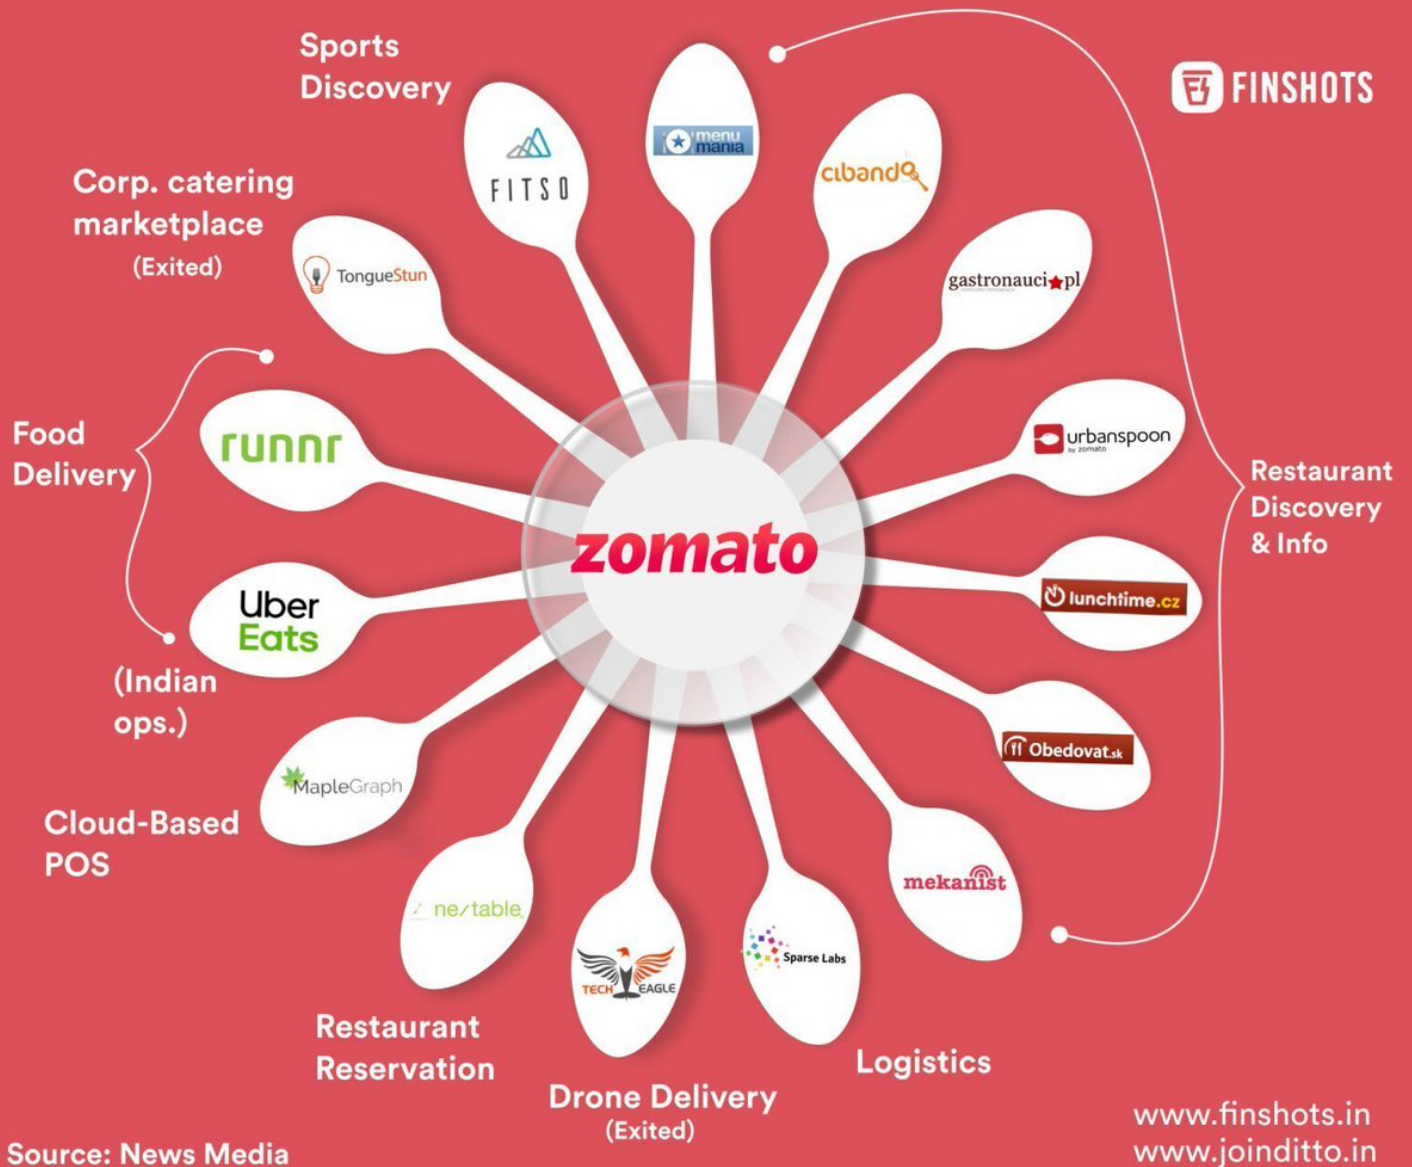 Sports
Discovery
FINSHOTS
menu
mania
cibando
FITSO
Corp. catering
marketplace
(Exited)
TongueStun
gastronauci pl
Food
Delivery
runnr
urbanspoon
by zomato
Restaurant
Discovery
& Info
zomato
Uber
Eats
lunchtime.cz
(Indian
ops.)
Obedovat.sk
MapleGraph
Cloud-Based
POS
mekanist
nextable
Sparse Labs
TECH EAGLE
Restaurant
Reservation
Logistics
Drone Delivery
(Exited)
www.finshots.in
www.joinditto.in
Source: News Media